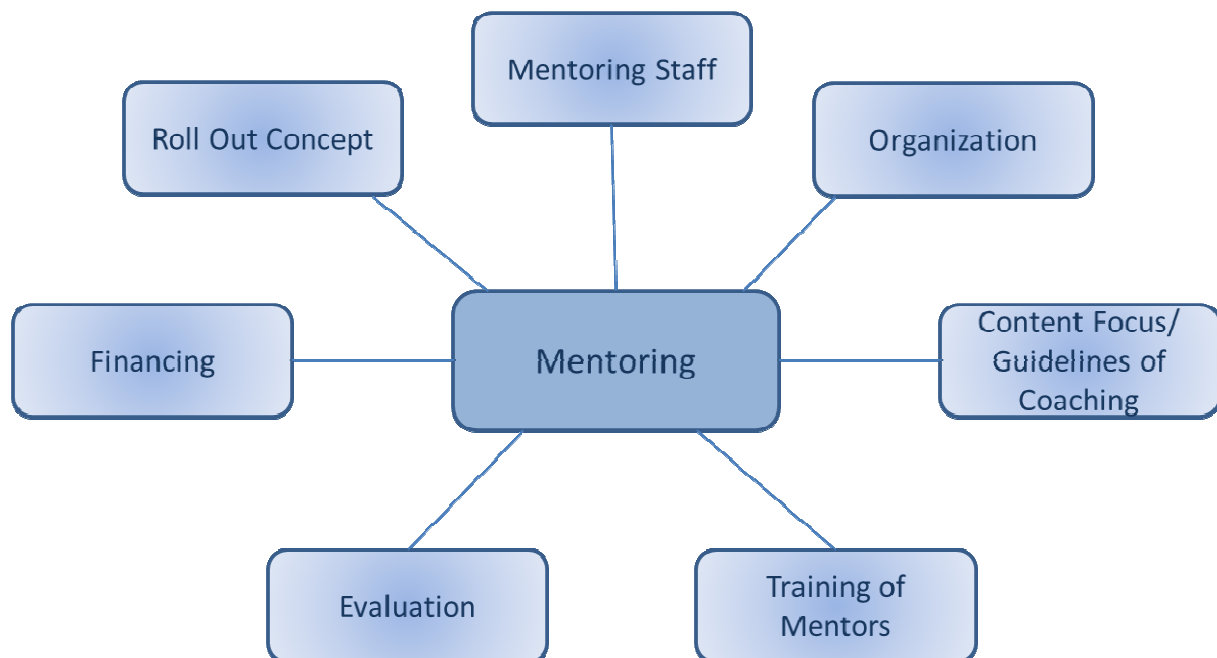 Mentoring Staff
Roll Out Concept
Organization
Financing
Mentoring
Content Focus/
Guidelines of
Coaching
Evaluation
Training of
Mentors